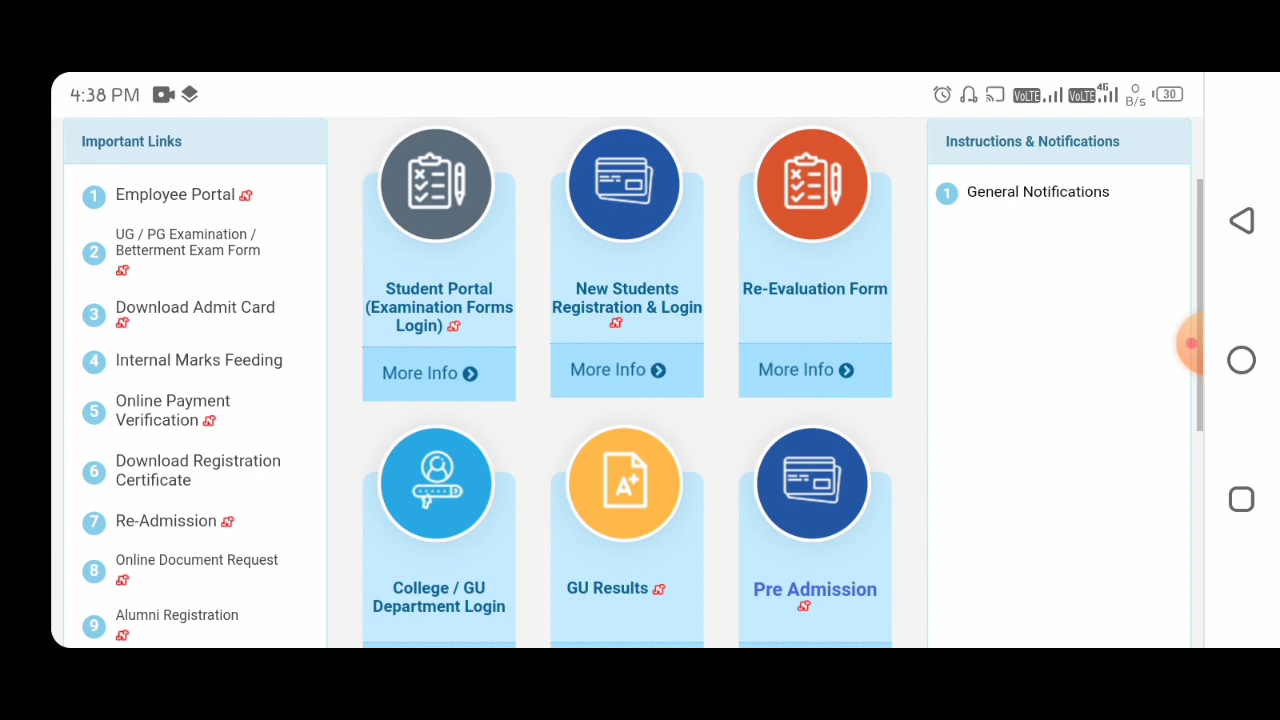 4:38 PM
VoLTE
VoLTE
4G
0
B/s
30
Important Links
1
Employee Portal
2
UG / PG Examination /
Betterment Exam Form
3
Download Admit Card
4
Internal Marks Feeding
5
Online Payment
Verification
6
Download Registration
Certificate
7
Re-Admission
8
Online Document Request
9
Alumni Registration
Student Portal
(Examination Forms
Login)
More Info
New Students
Registration & Login
More Info
Re-Evaluation Form
More Info
College / GU
Department Login
A+
GU Results
Pre Admission
Instructions & Notifications
1
General Notifications